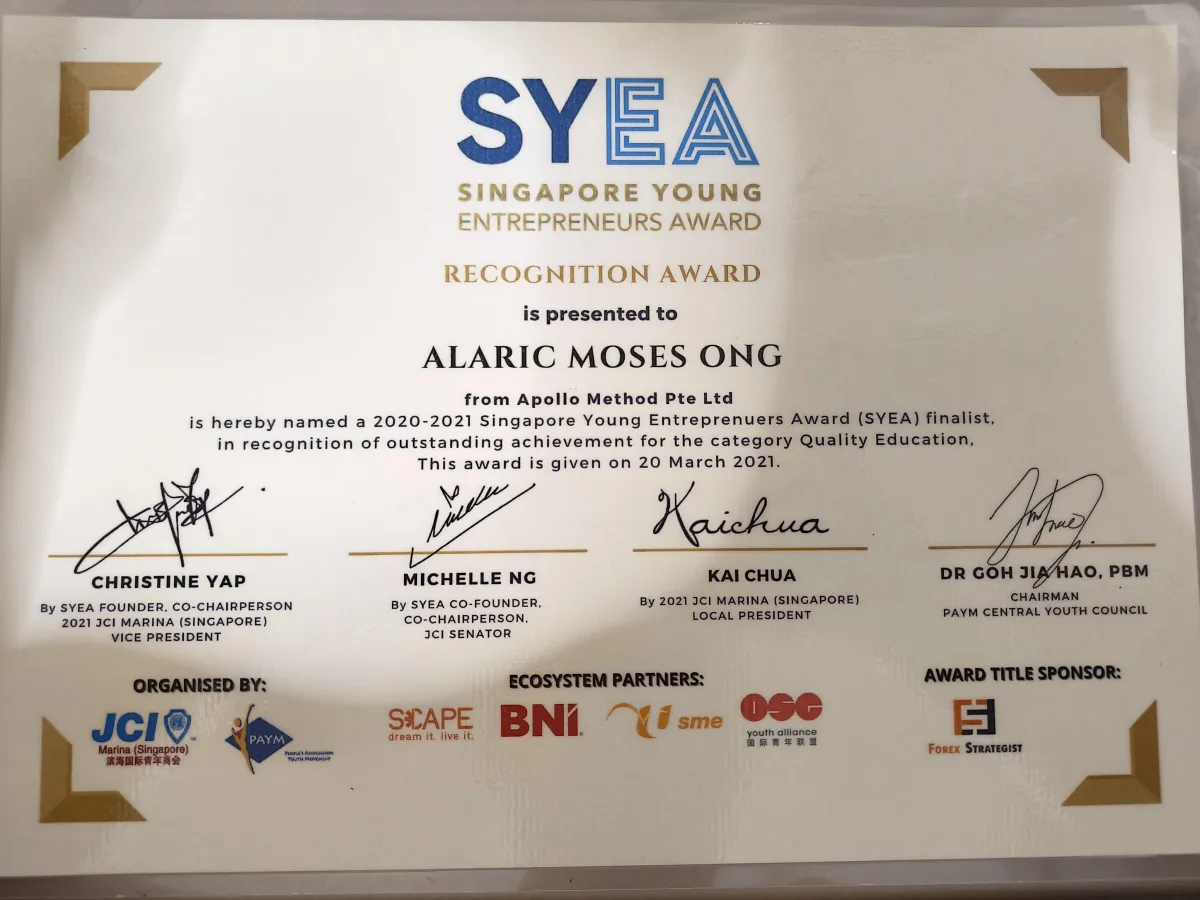 SYEA
SINGAPORE YOUNG
ENTREPRENEURS AWARD
RECOGNITION AWARD
is presented to
ALARIC MOSES ONG
from Apollo Method Pte Ltd
is hereby named a 2020-2021 Singapore Young Entreprenuers Award (SYEA) finalist,
in recognition of outstanding achievement for the category Quality Education,
This award is given on 20 March 2021.
Kaichua
CHRISTINE YAP
By SYEA FOUNDER, CO-CHAIRPERSON
2021 JCI MARINA (SINGAPORE)
VICE PRESIDENT
MICHELLE NG
By SYEA CO-FOUNDER,
CO-CHAIRPERSON,
JCI SENATOR
KAI CHUA
By 2021 JCI MARINA (SINGAPORE)
LOCAL PRESIDENT
DR GOH JIA HAO, PBM
CHAIRMAN
PAYM CENTRAL YOUTH COUNCIL
ORGANISED BY:
JCI
Marina (Singapore)
滨海国际青年商会
PAYM
PEOPLE'S ASSOCIATION
YOUTH MOVEMENT
ECOSYSTEM PARTNERS:
S*CAPE
dream it. live it.
BNI
sme
OSG
youth alliance
国际青年联盟
AWARD TITLE SPONSOR:
FOREX STRATEGIST